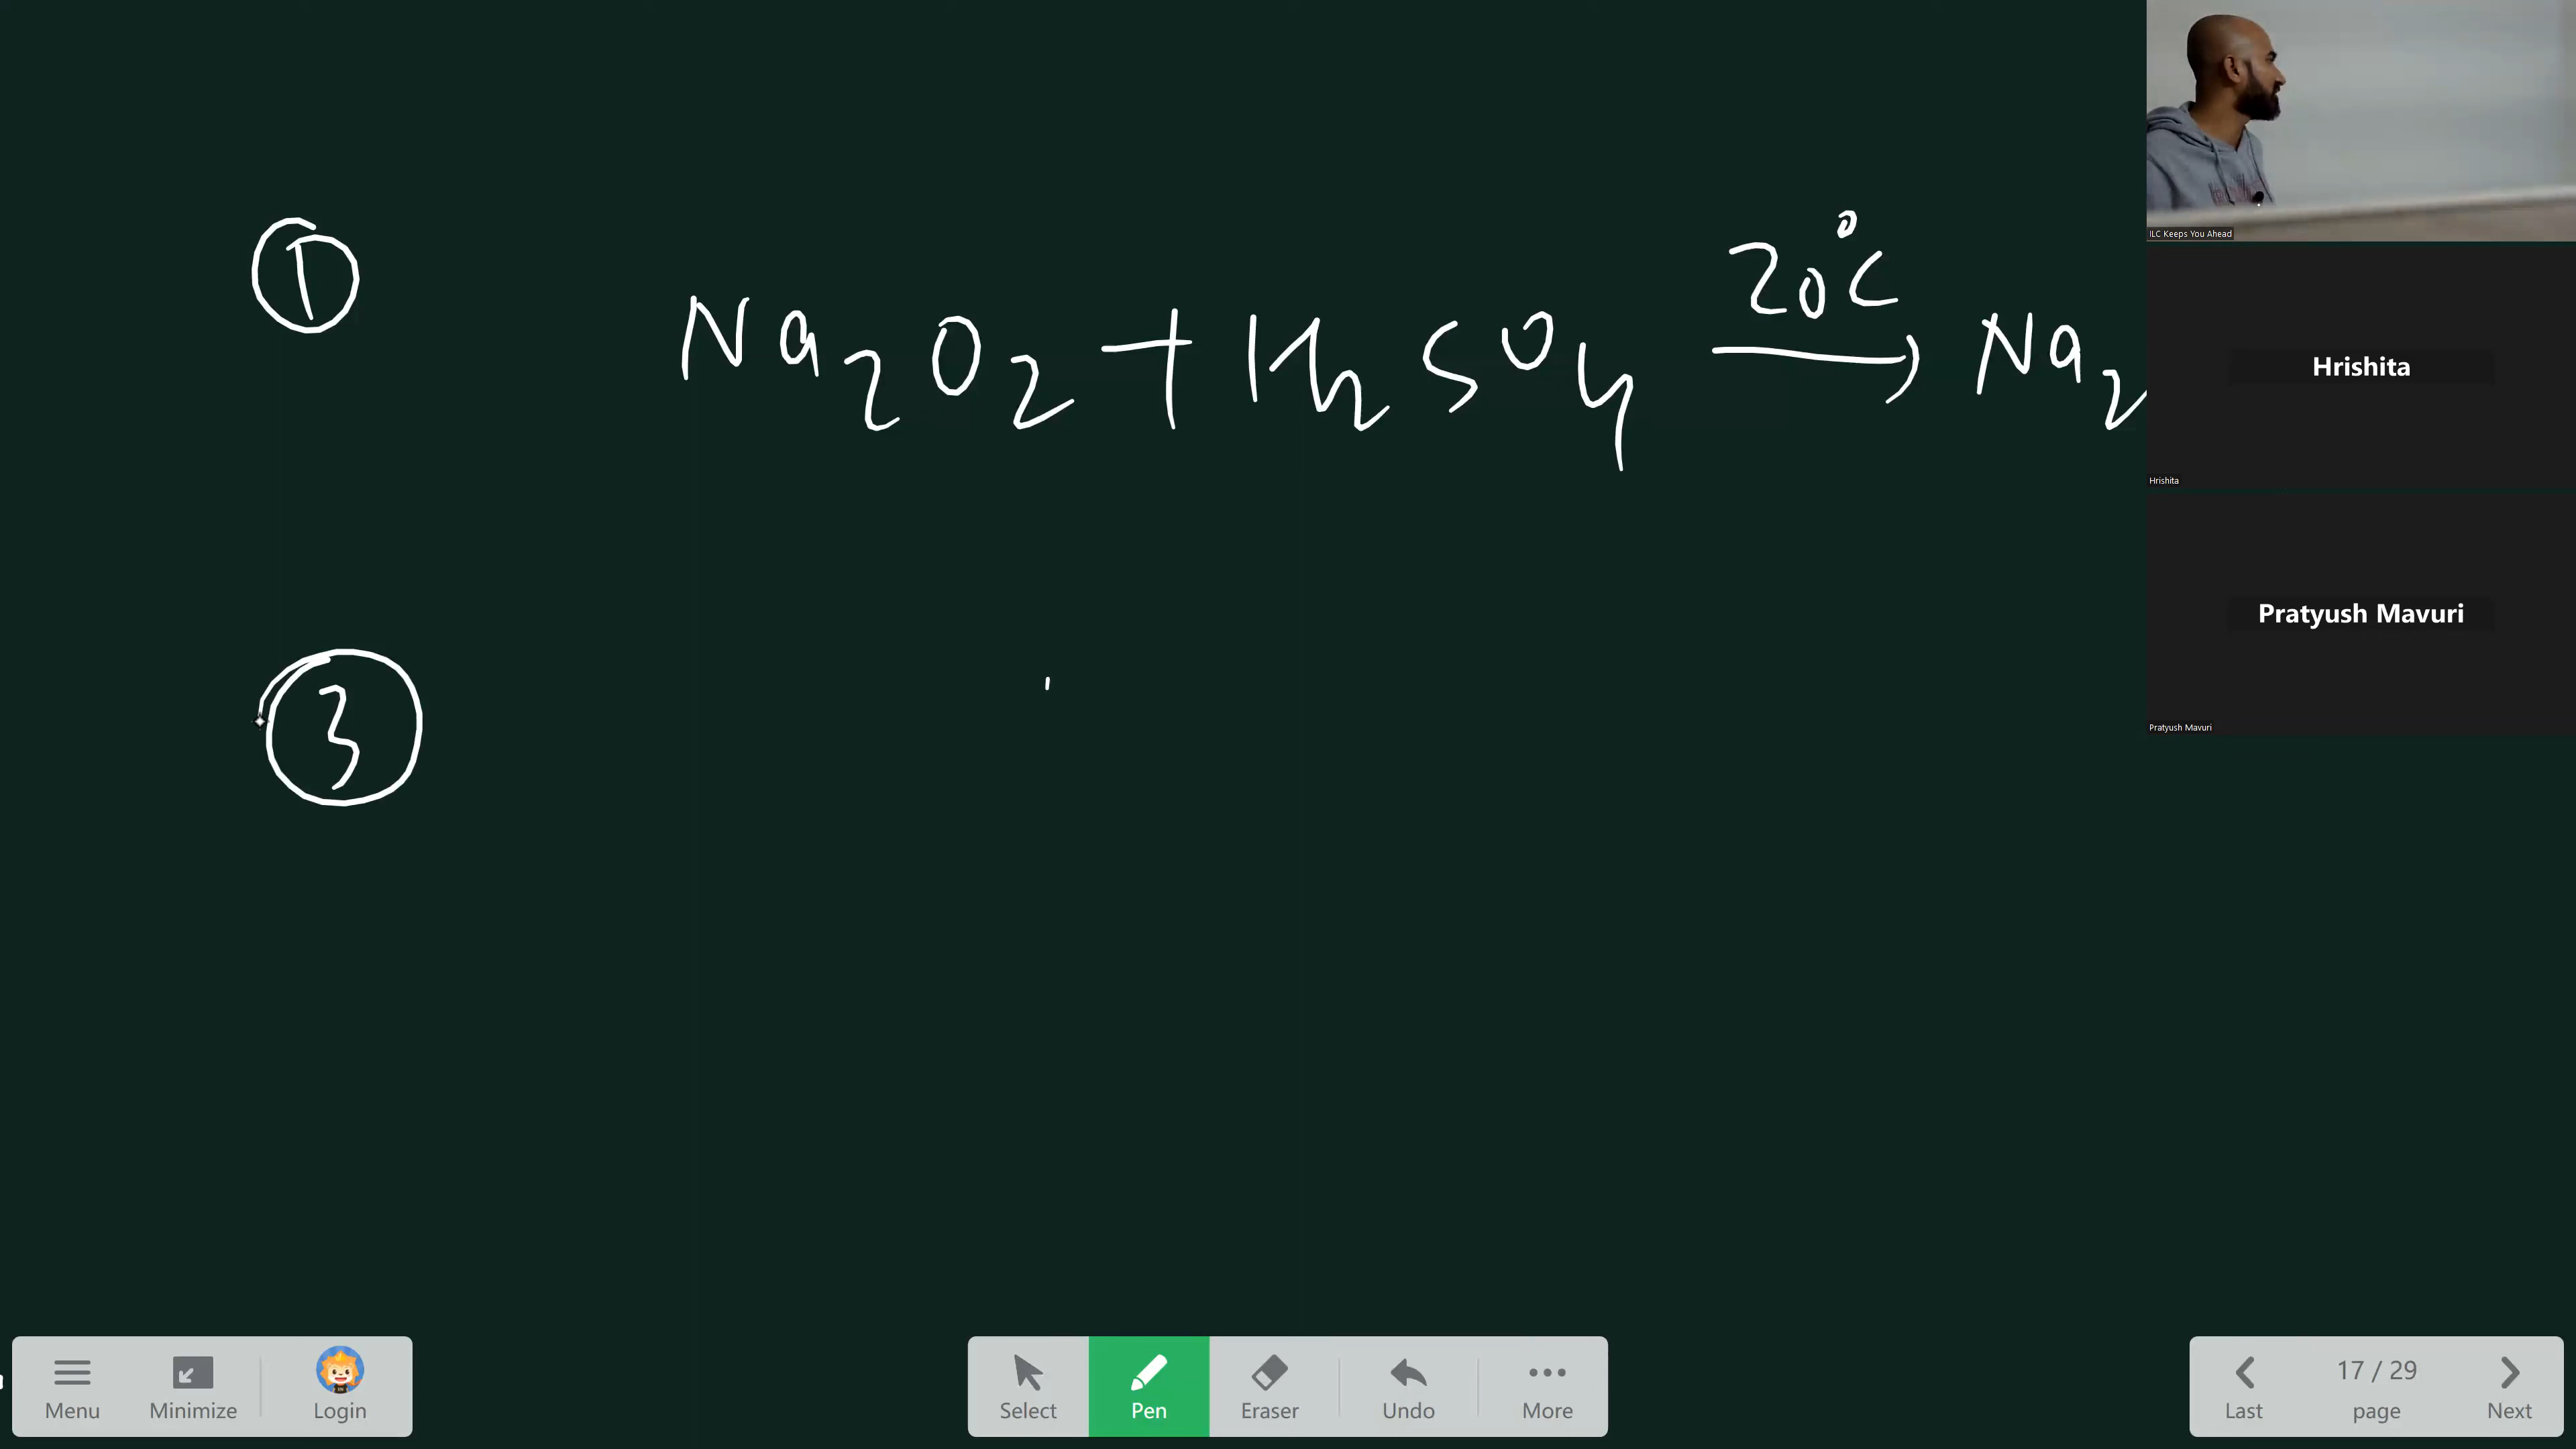 ①
20°C
Na2O2 + H2SO4 → Na2
③
ILC Keeps You Ahead
Hrishita
Hrishita
Pratyush Mavuri
Pratyush Mavuri
Menu
Minimize
Login
Select
Pen
Eraser
Undo
More
Last
17 / 29
page
Next